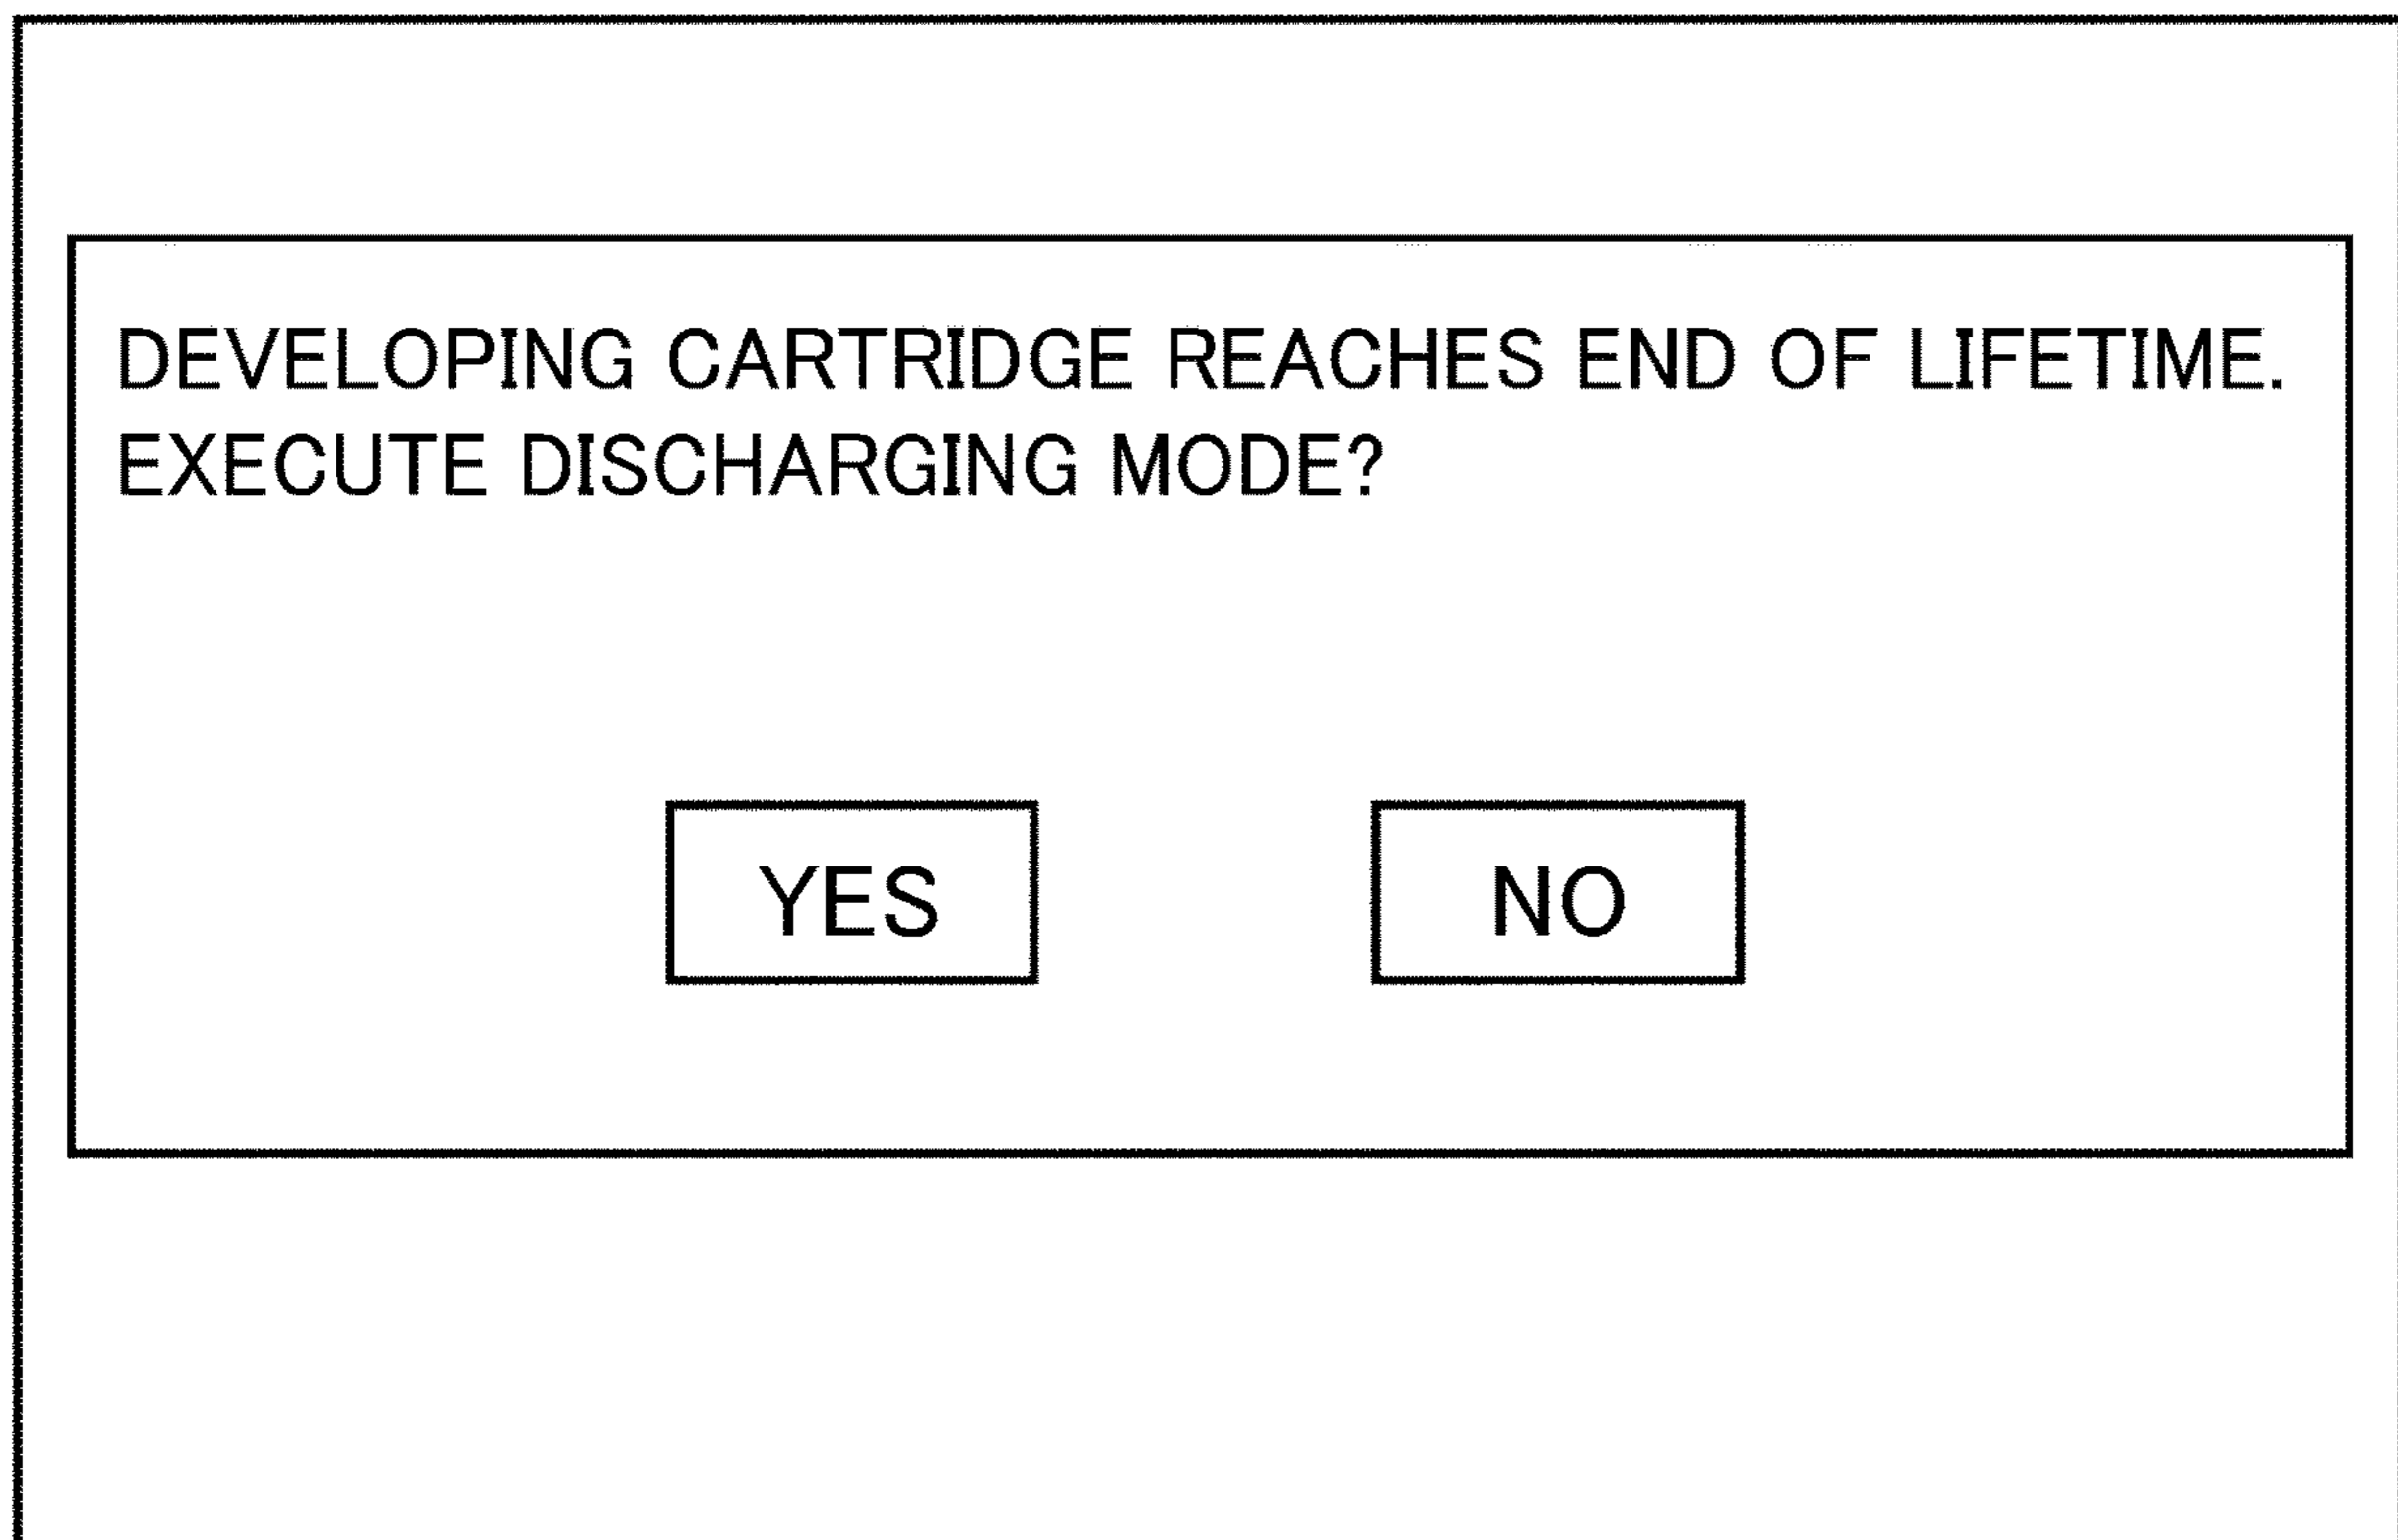 DEVELOPING CARTRIDGE REACHES END OF LIFETIME.
EXECUTE DISCHARGING MODE?
YES
NO